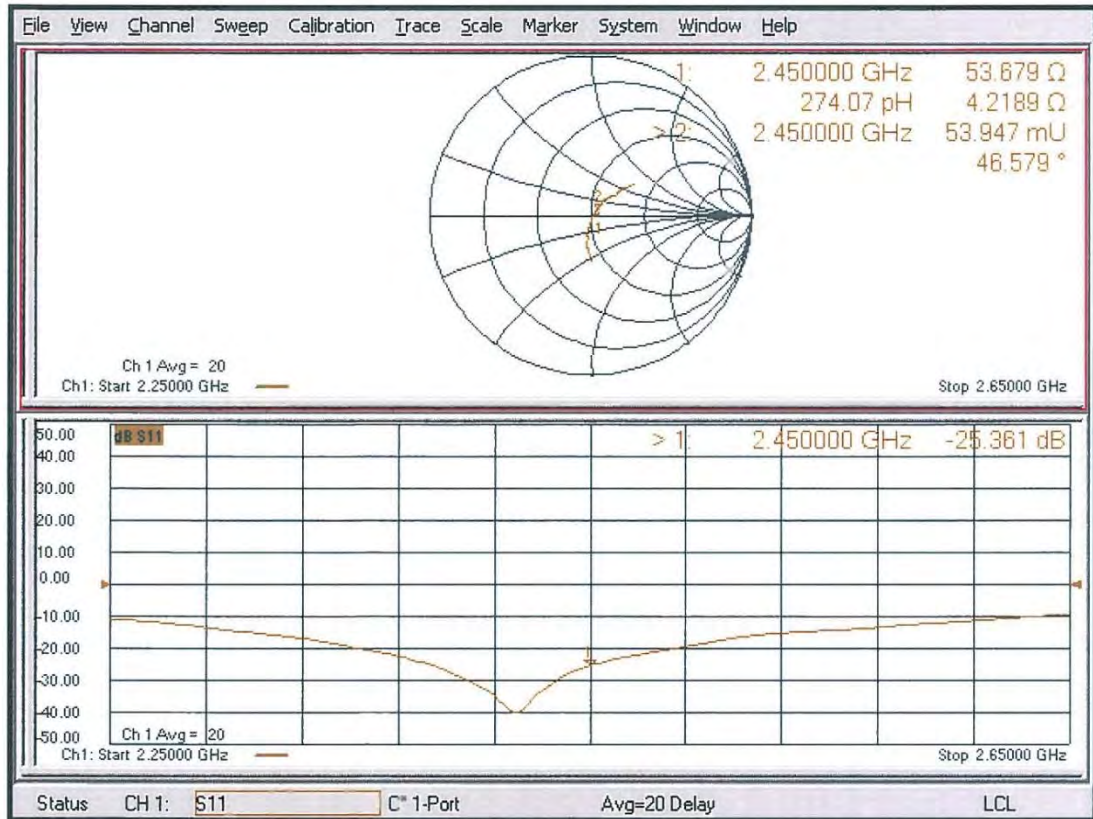 File View Channel Sweep Calibration Trace Scale Marker System Window Help
1: 2.450000 GHz 53.679 Ω
274.07 pH 4.2189 Ω
> 2: 2.450000 GHz 53.947 mU
46.579 °
2
1
Ch 1 Avg = 20
Ch1: Start 2.25000 GHz Stop 2.65000 GHz
50.00 dB S11 > 1: 2.450000 GHz -25.361 dB
40.00
30.00
20.00
10.00
0.00
-10.00
-20.00
-30.00
-40.00
-50.00 Ch 1 Avg = 20
Ch1: Start 2.25000 GHz Stop 2.65000 GHz
Status CH 1: S11 C* 1-Port Avg=20 Delay LCL